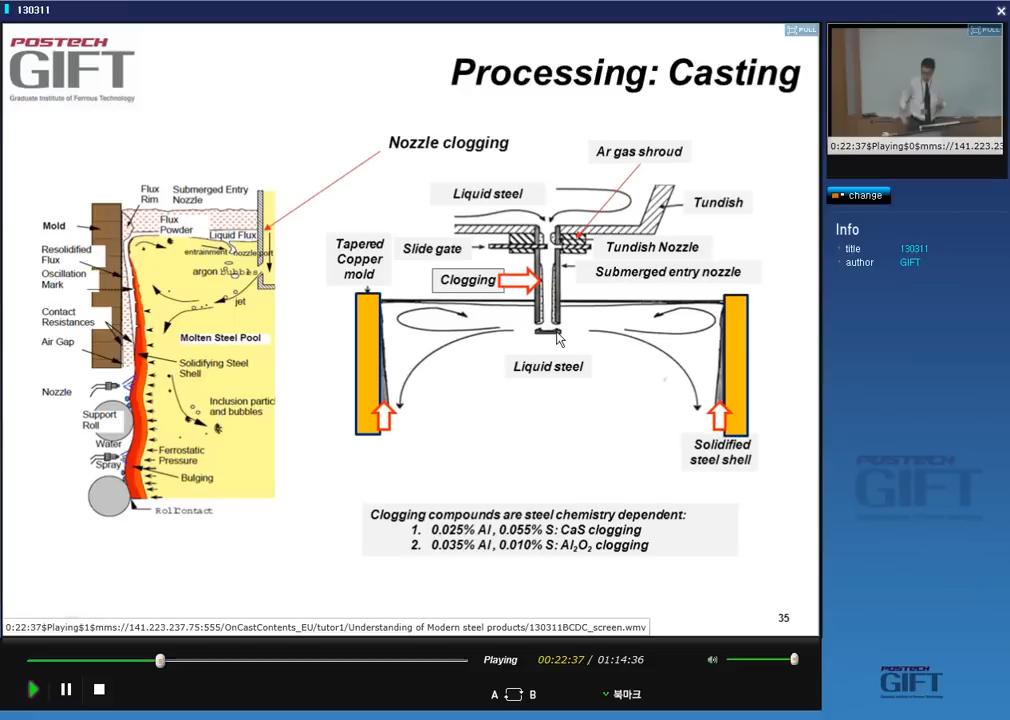 130311
POSTECH
GIFT
Graduate Institute of Ferrous Technology
Processing: Casting
Nozzle clogging
Ar gas shroud
Liquid steel
Tundish
Tapered
Copper
mold
Slide gate
Tundish Nozzle
Submerged entry nozzle
Clogging
Liquid steel
Solidified
steel shell
Flux
Rim
Submerged Entry
Nozzle
Mold
Flux
Powder
Liquid Flux
Resolidified
Flux
entrainment
nozzle port
Oscillation
Mark
argon bubbles
jet
Contact
Resistances
Air Gap
Molten Steel Pool
Solidifying Steel
Shell
Nozzle
Inclusion partic
and bubbles
Support
Roll
Water
Spray
Ferrostatic
Pressure
Bulging
Roll Contact
Clogging compounds are steel chemistry dependent:
1. 0.025% Al, 0.055% S: CaS clogging
2. 0.035% Al, 0.010% S: Al2O2 clogging
35
0:22:37$Playing$1$mms://141.223.237.75:555/OnCastContents_EU/tutor1/Understanding of Modern steel products/130311BCDC_screen.wmv
FULL
FULL
0:22:37$Playing$0$mms://141.223.23
change
Info
title 130311
author GIFT
POSTECH
GIFT
Playing 00:22:37 / 01:14:36
A B
북마크
POSTECH
GIFT